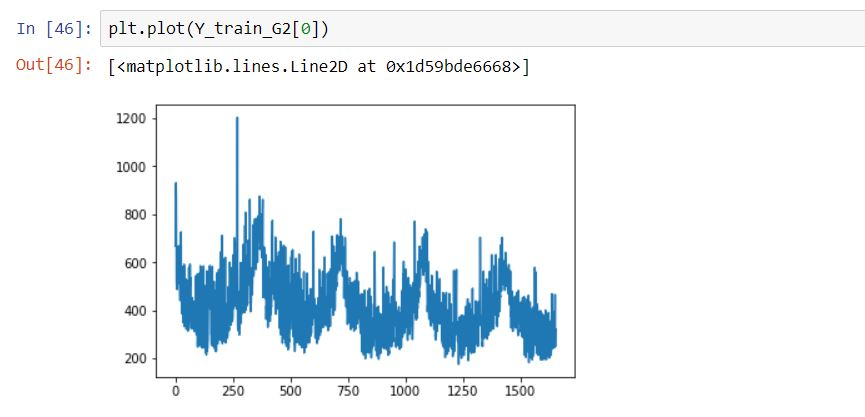 In [46]: plt.plot(Y_train_G2[0])
Out[46]: [<matplotlib.lines.Line2D at 0x1d59bde6668>]
1200
1000
800
600
400
200
0 250 500 750 1000 1250 1500